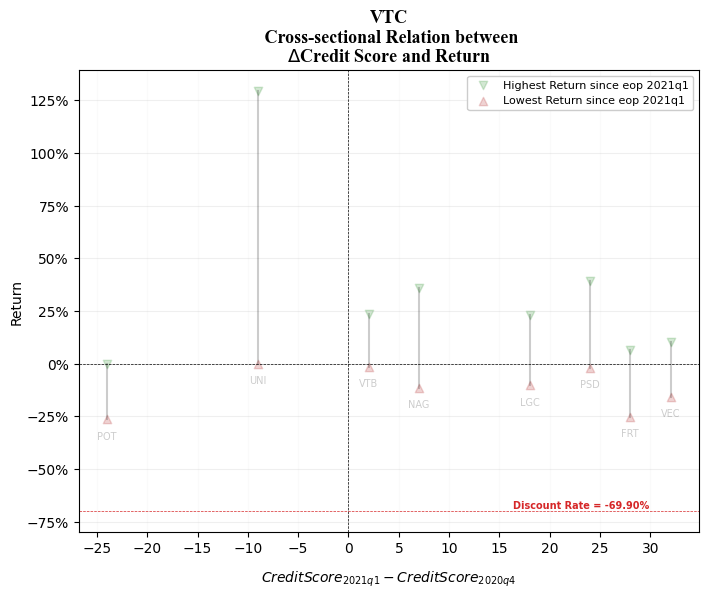 VTC
Cross-sectional Relation between
ΔCredit Score and Return
Highest Return since eop 2021q1
Lowest Return since eop 2021q1
125%
100%
75%
50%
25%
0%
−25%
−50%
−75%
Return
UNI
VTB
POT
NAG
LGC
PSD
FRT
VEC
Discount Rate = -69.90%
−25 −20 −15 −10 −5 0 5 10 15 20 25 30
CreditScore2021q1 − CreditScore2020q4